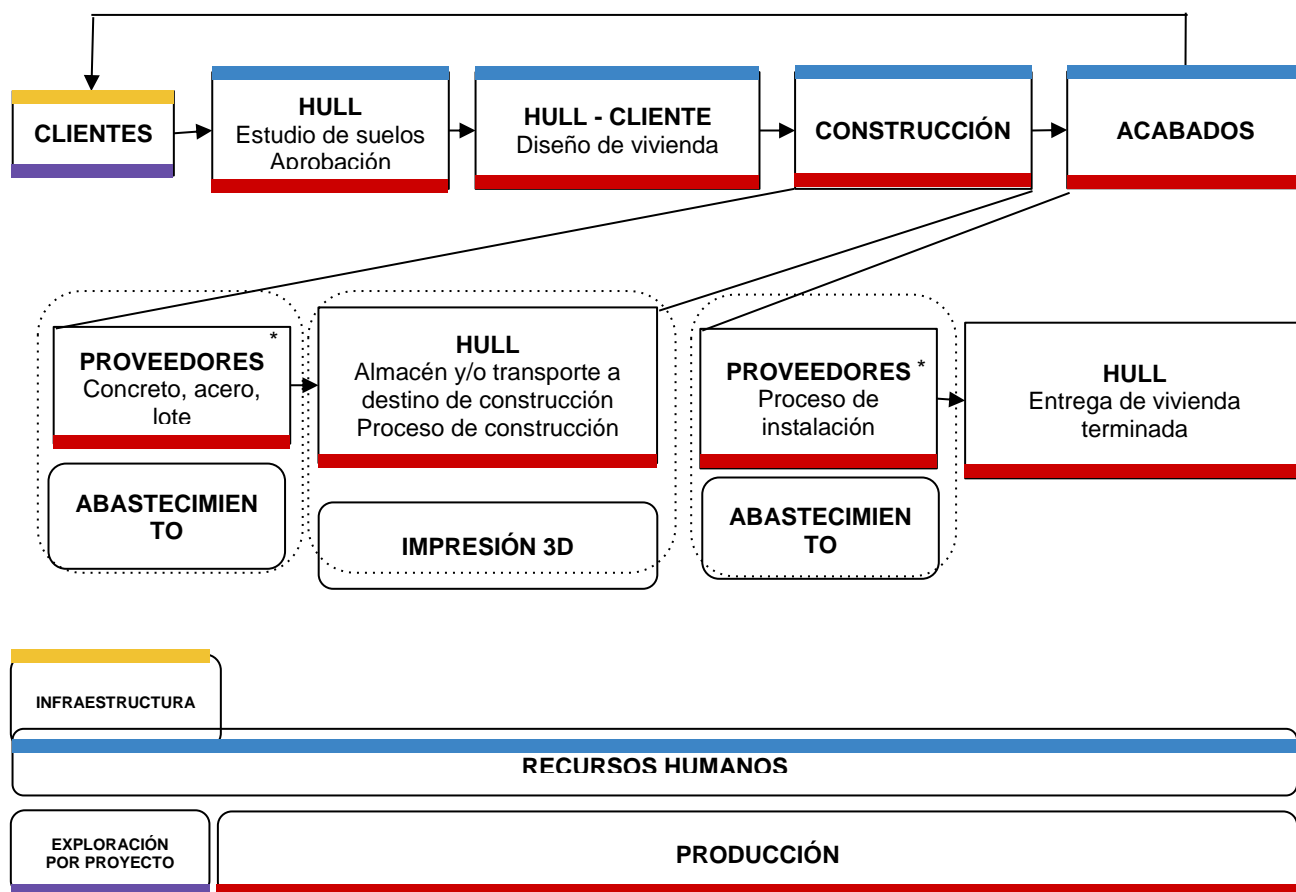 CLIENTES
HULL
Estudio de suelos
Aprobación
HULL - CLIENTE
Diseño de vivienda
CONSTRUCCIÓN
ACABADOS
PROVEEDORES *
Concreto, acero,
lote
ABASTECIMIEN
TO
HULL
Almacén y/o transporte a
destino de construcción
Proceso de construcción
IMPRESIÓN 3D
PROVEEDORES *
Proceso de
instalación
ABASTECIMIEN
TO
HULL
Entrega de vivienda
terminada
INFRAESTRUCTURA
RECURSOS HUMANOS
EXPLORACIÓN
POR PROYECTO
PRODUCCIÓN